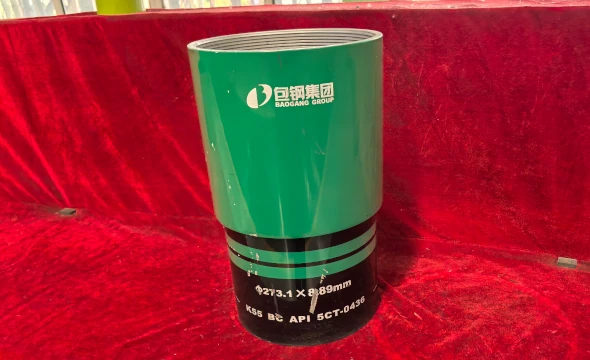 包钢集团
BAOGANG GROUP
Φ273.1×8.89mm
K55 BC API 5CT-0436